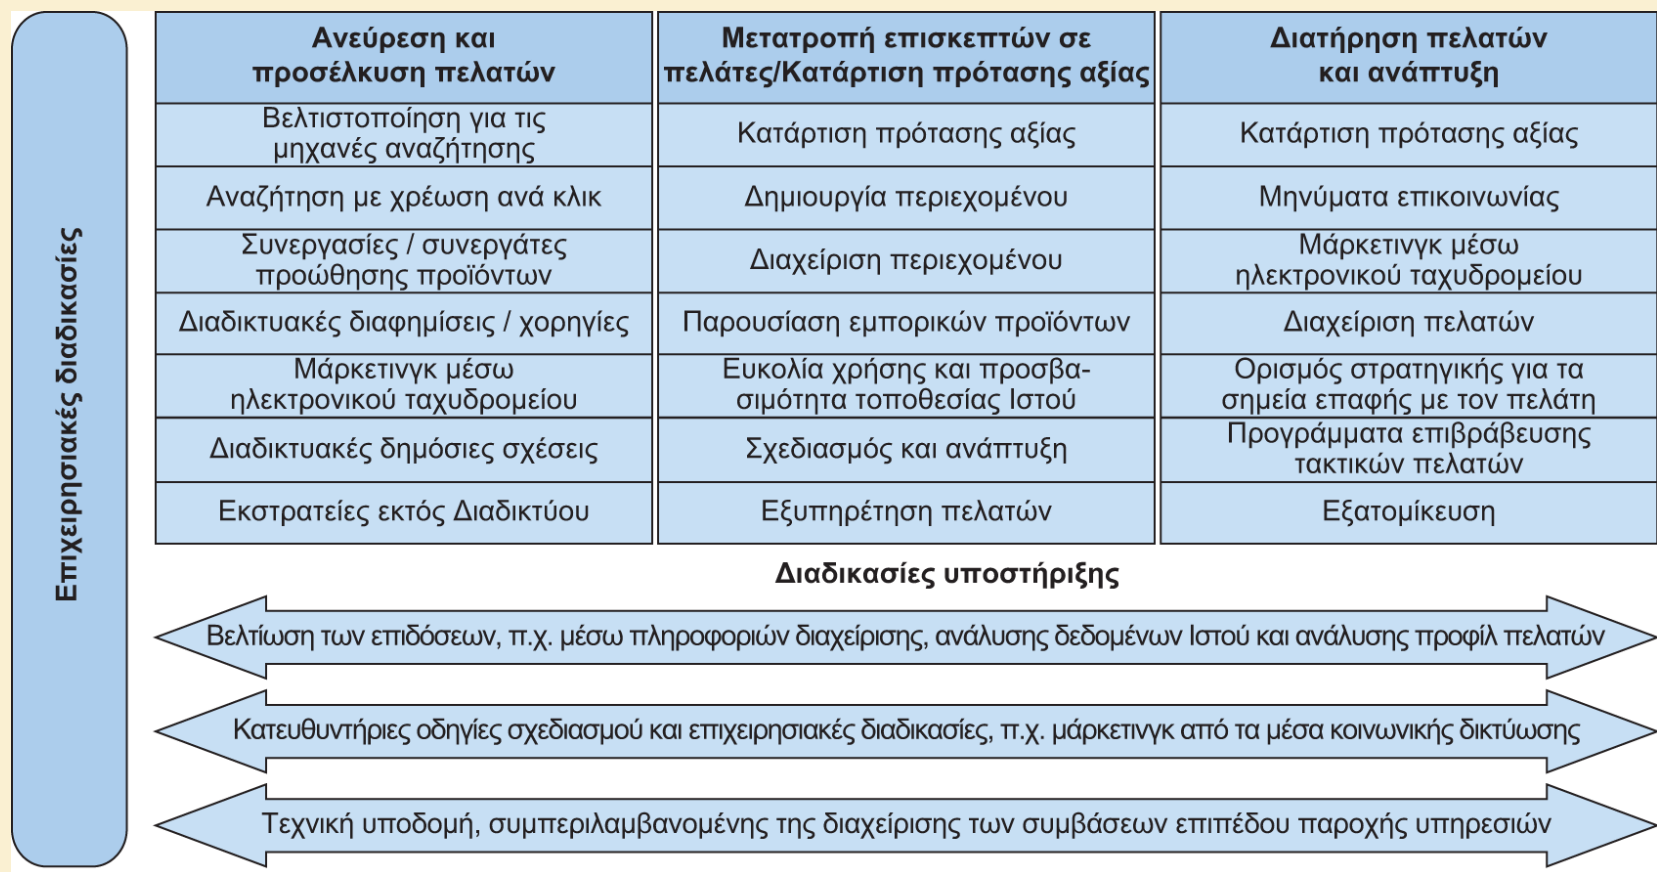 Επιχειρησιακές διαδικασίες
Ανεύρεση και
προσέλκυση πελατών
Βελτιστοποίηση για τις
μηχανές αναζήτησης
Αναζήτηση με χρέωση ανά κλικ
Συνεργασίες / συνεργάτες
προώθησης προϊόντων
Διαδικτυακές διαφημίσεις / χορηγίες
Μάρκετινγκ μέσω
ηλεκτρονικού ταχυδρομείου
Διαδικτυακές δημόσιες σχέσεις
Εκστρατείες εκτός Διαδικτύου
Μετατροπή επισκεπτών σε
πελάτες/Κατάρτιση πρότασης αξίας
Κατάρτιση πρότασης αξίας
Δημιουργία περιεχομένου
Διαχείριση περιεχομένου
Παρουσίαση εμπορικών προϊόντων
Ευκολία χρήσης και προσβα-
σιμότητα τοποθεσίας Ιστού
Σχεδιασμός και ανάπτυξη
Εξυπηρέτηση πελατών
Διατήρηση πελατών
και ανάπτυξη
Κατάρτιση πρότασης αξίας
Μηνύματα επικοινωνίας
Μάρκετινγκ μέσω
ηλεκτρονικού ταχυδρομείου
Διαχείριση πελατών
Ορισμός στρατηγικής για τα
σημεία επαφής με τον πελάτη
Προγράμματα επιβράβευσης
τακτικών πελατών
Εξατομίκευση
Διαδικασίες υποστήριξης
Βελτίωση των επιδόσεων, π.χ. μέσω πληροφοριών διαχείρισης, ανάλυσης δεδομένων Ιστού και ανάλυσης προφίλ πελατών
Κατευθυντήριες οδηγίες σχεδιασμού και επιχειρησιακές διαδικασίες, π.χ. μάρκετινγκ από τα μέσα κοινωνικής δικτύωσης
Τεχνική υποδομή, συμπεριλαμβανομένης της διαχείρισης των συμβάσεων επιπέδου παροχής υπηρεσιών